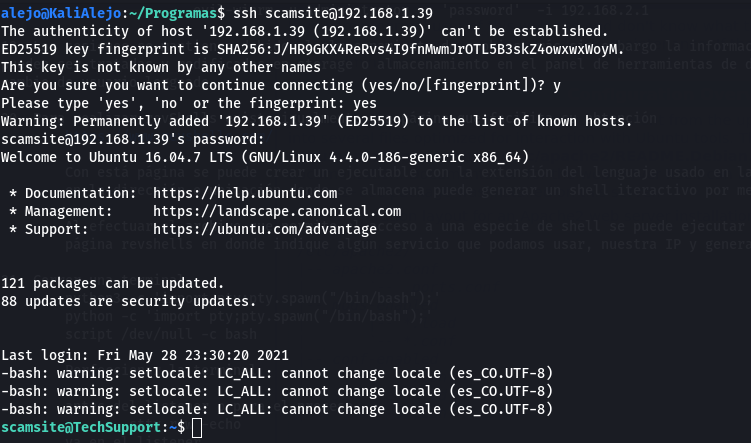 alejo@KaliAlejo:~/Programas$ ssh scamsite@192.168.1.39
The authenticity of host '192.168.1.39 (192.168.1.39)' can't be established.
ED25519 key fingerprint is SHA256:J/HR9GKX4ReRvs4I9fnMwmJrOTL5B3skZ4owxwxWoyM.
This key is not known by any other names
Are you sure you want to continue connecting (yes/no/[fingerprint])? y
Please type 'yes', 'no' or the fingerprint: yes
Warning: Permanently added '192.168.1.39' (ED25519) to the list of known hosts.
scamsite@192.168.1.39's password:
Welcome to Ubuntu 16.04.7 LTS (GNU/Linux 4.4.0-186-generic x86_64)
* Documentation: https://help.ubuntu.com
* Management: https://landscape.canonical.com
* Support: https://ubuntu.com/advantage
121 packages can be updated.
88 updates are security updates.
Last login: Fri May 28 23:30:20 2021
-bash: warning: setlocale: LC_ALL: cannot change locale (es_CO.UTF-8)
-bash: warning: setlocale: LC_ALL: cannot change locale (es_CO.UTF-8)
-bash: warning: setlocale: LC_ALL: cannot change locale (es_CO.UTF-8)
scamsite@TechSupport:~$